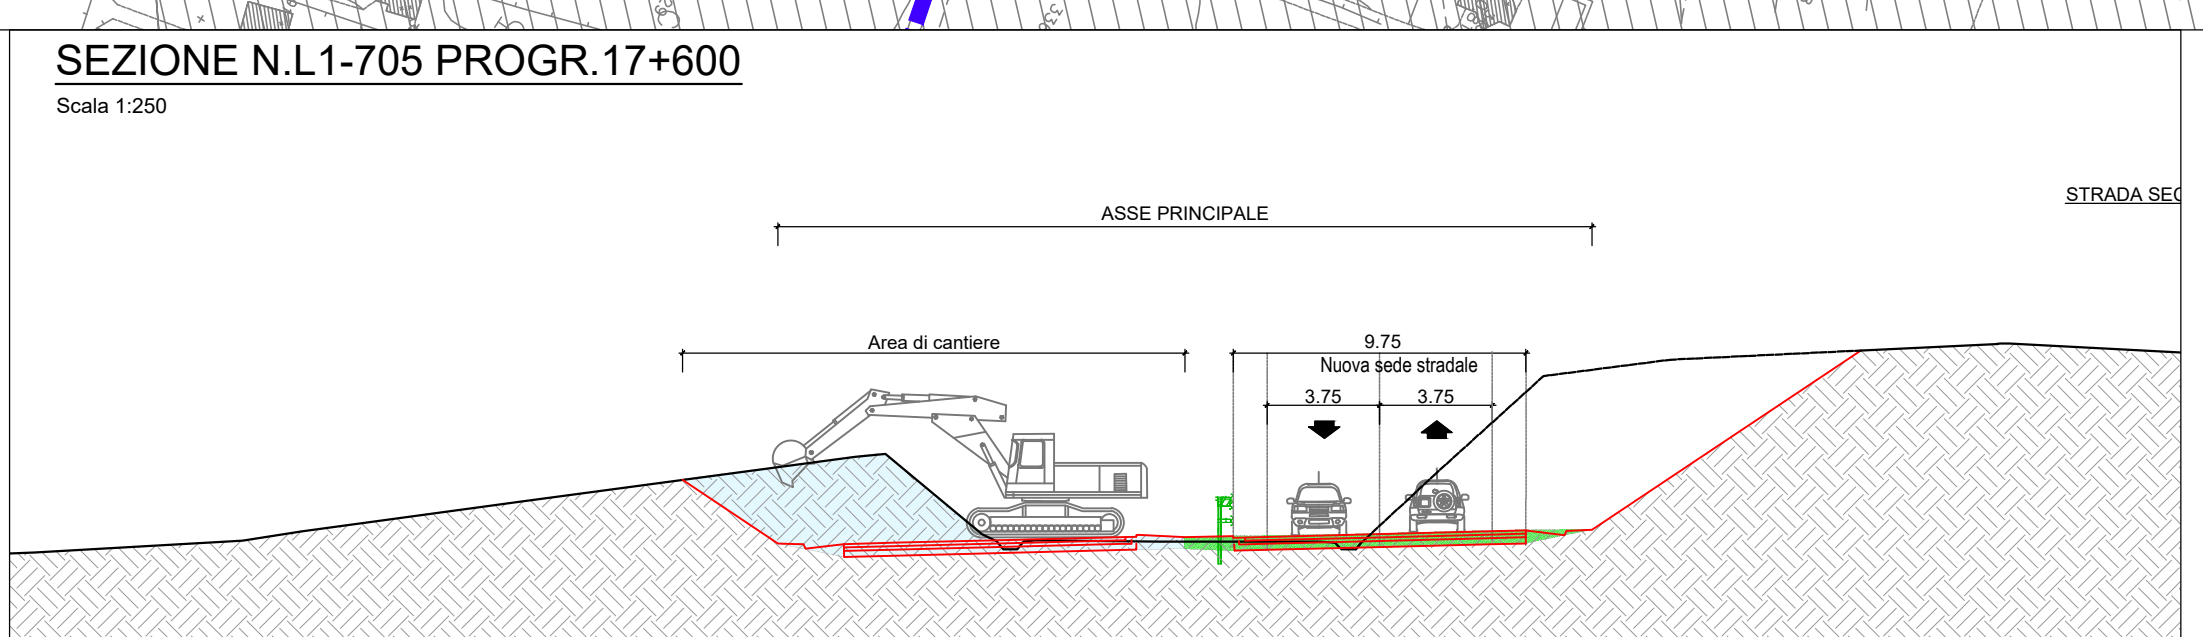 SEZIONE N.L1-705 PROGR.17+600
Scala 1:250
STRADA SEC
ASSE PRINCIPALE
Area di cantiere
9.75
Nuova sede stradale
3.75
3.75